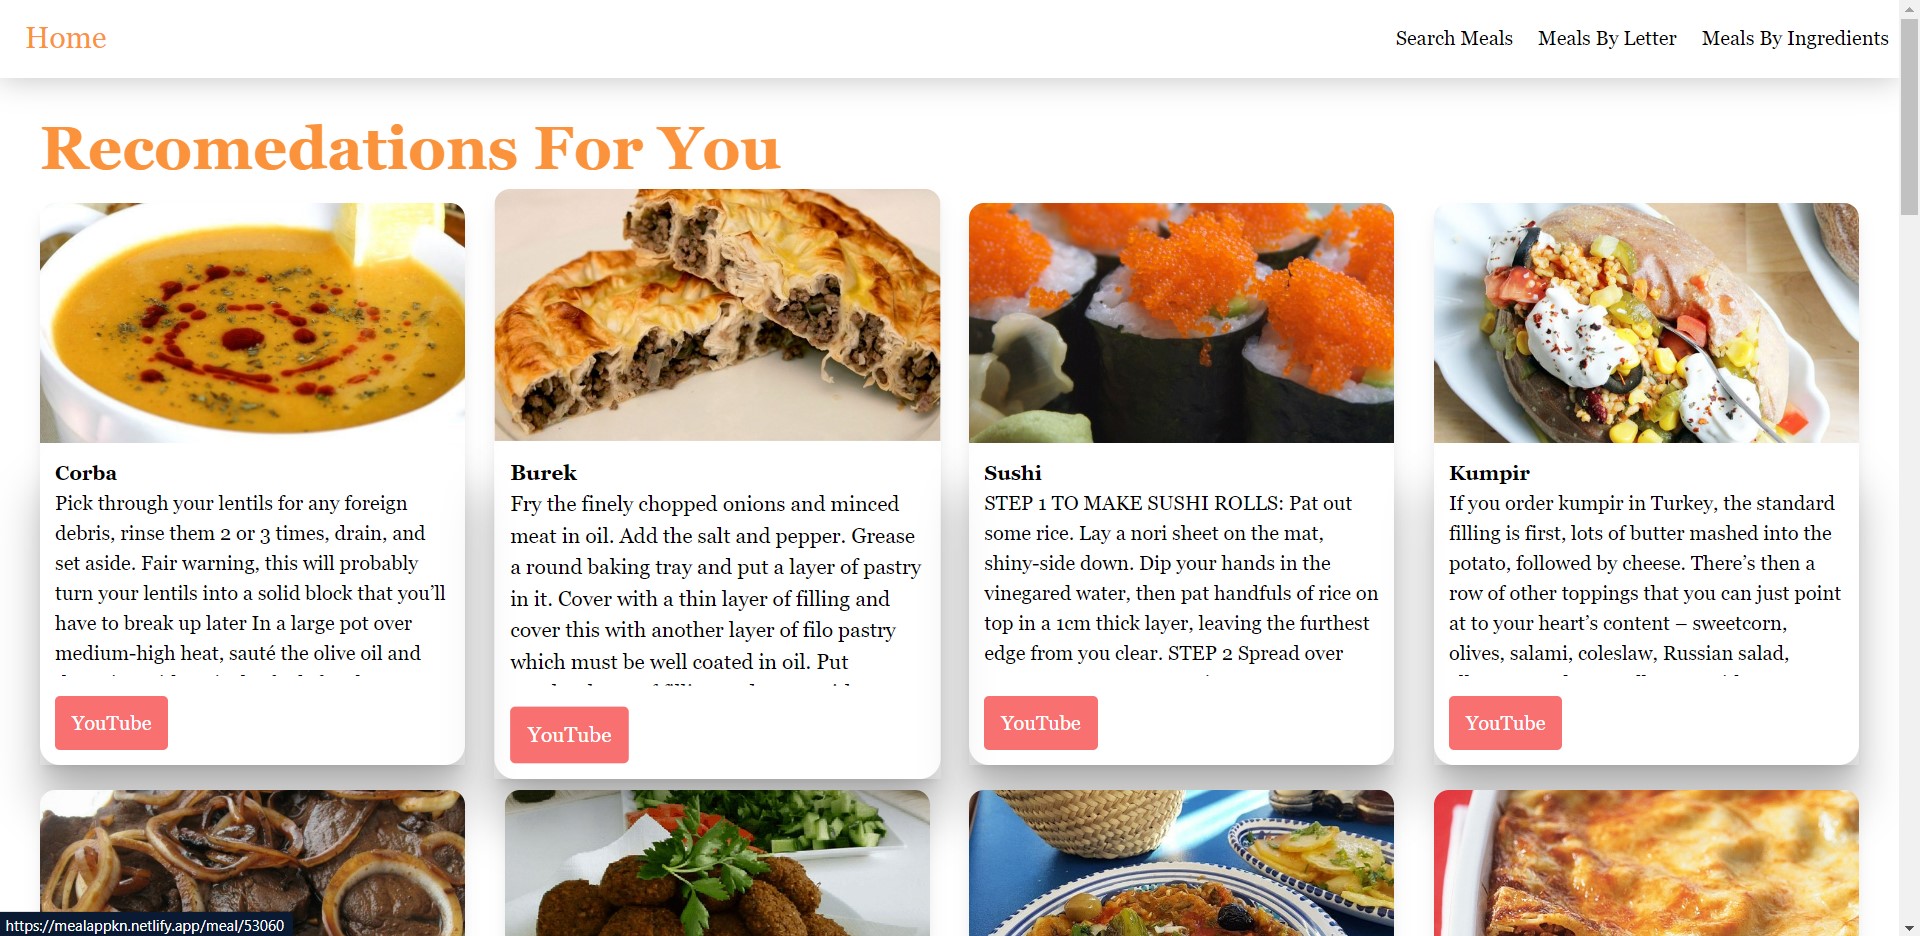 Home
Search Meals
Meals By Letter
Meals By Ingredients
Recomedations For You
Corba
Pick through your lentils for any foreign
debris, rinse them 2 or 3 times, drain, and
set aside. Fair warning, this will probably
turn your lentils into a solid block that you’ll
have to break up later In a large pot over
medium-high heat, sauté the olive oil and
YouTube
Burek
Fry the finely chopped onions and minced
meat in oil. Add the salt and pepper. Grease
a round baking tray and put a layer of pastry
in it. Cover with a thin layer of filling and
cover this with another layer of filo pastry
which must be well coated in oil. Put
YouTube
Sushi
STEP 1 TO MAKE SUSHI ROLLS: Pat out
some rice. Lay a nori sheet on the mat,
shiny-side down. Dip your hands in the
vinegared water, then pat handfuls of rice on
top in a 1cm thick layer, leaving the furthest
edge from you clear. STEP 2 Spread over
YouTube
Kumpir
If you order kumpir in Turkey, the standard
filling is first, lots of butter mashed into the
potato, followed by cheese. There’s then a
row of other toppings that you can just point
at to your heart’s content – sweetcorn,
olives, salami, coleslaw, Russian salad,
YouTube
https://mealappkn.netlify.app/meal/53060